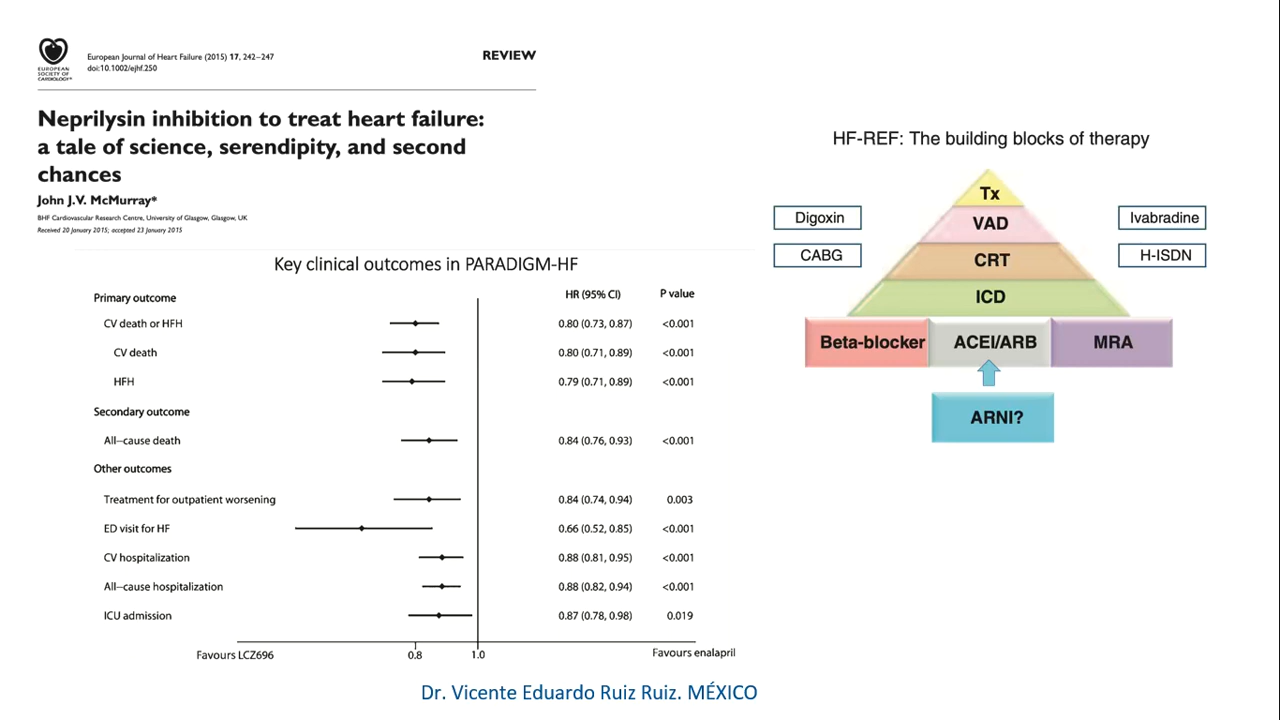 EUROPEAN
SOCIETY OF
CARDIOLOGY®
European Journal of Heart Failure (2015) 17, 242–247
doi:10.1002/ejhf.250
REVIEW
Neprilysin inhibition to treat heart failure:
a tale of science, serendipity, and second
chances
John J.V. McMurray*
BHF Cardiovascular Research Centre, University of Glasgow, Glasgow, UK
Received 20 January 2015; accepted 23 January 2015
Key clinical outcomes in PARADIGM-HF
HR (95% CI) P value
Primary outcome
CV death or HFH 0.80 (0.73, 0.87) <0.001
CV death 0.80 (0.71, 0.89) <0.001
HFH 0.79 (0.71, 0.89) <0.001
Secondary outcome
All–cause death 0.84 (0.76, 0.93) <0.001
Other outcomes
Treatment for outpatient worsening 0.84 (0.74, 0.94) 0.003
ED visit for HF 0.66 (0.52, 0.85) <0.001
CV hospitalization 0.88 (0.81, 0.95) <0.001
All–cause hospitalization 0.88 (0.82, 0.94) <0.001
ICU admission 0.87 (0.78, 0.98) 0.019
Favours LCZ696 0.8 1.0 Favours enalapril
HF-REF: The building blocks of therapy
Tx
Digoxin VAD Ivabradine
CABG CRT H-ISDN
ICD
Beta-blocker ACEI/ARB MRA
ARNI?
Dr. Vicente Eduardo Ruiz Ruiz. MÉXICO